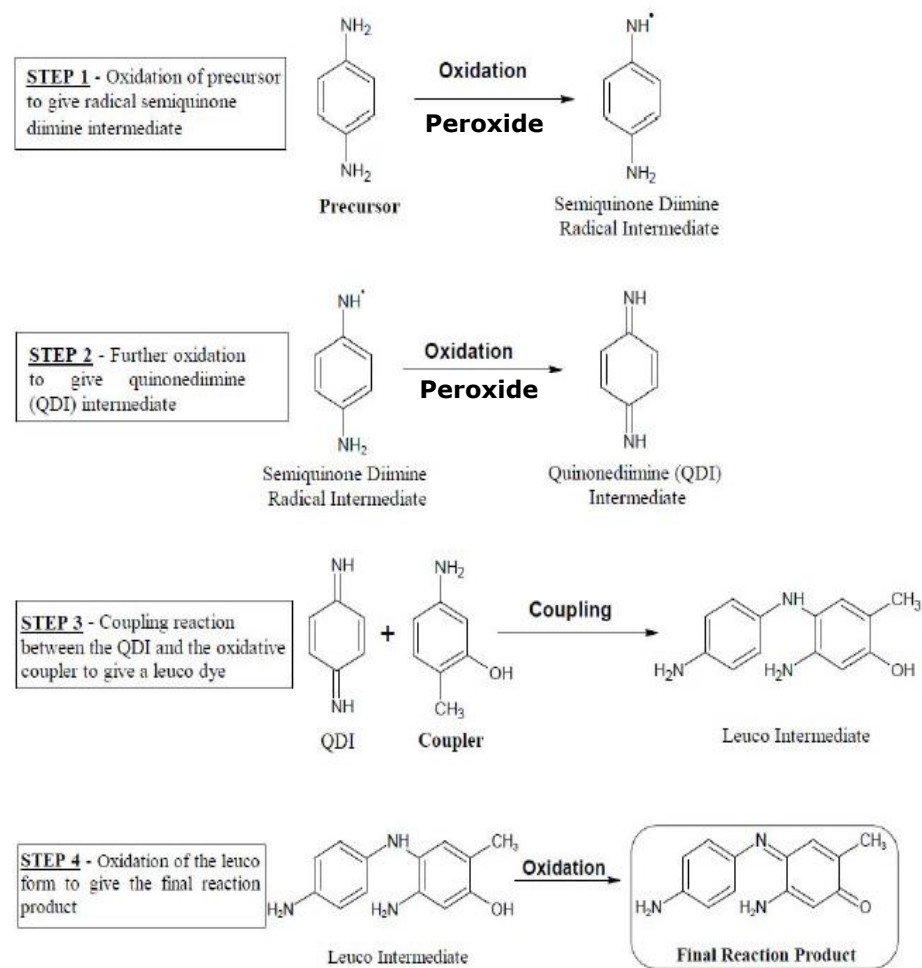 NH2
NH•
STEP 1 - Oxidation of precursor
to give radical semiquinone
diimine intermediate
Oxidation
Peroxide
NH2
NH2
Precursor
Semiquinone Diimine
Radical Intermediate
NH•
NH
STEP 2 - Further oxidation
to give quinonediimine
(QDI) intermediate
Oxidation
Peroxide
NH2
NH
Semiquinone Diimine
Radical Intermediate
Quinonediimine (QDI)
Intermediate
NH
NH2
STEP 3 - Coupling reaction
between the QDI and the oxidative
coupler to give a leuco dye
+
Coupling
NH
CH3
OH
H2N
H2N
OH
NH
CH3
QDI
Coupler
Leuco Intermediate
STEP 4 - Oxidation of the leuco
form to give the final reaction
product
NH
CH3
Oxidation
N
CH3
H2N
H2N
OH
H2N
H2N
O
Leuco Intermediate
Final Reaction Product